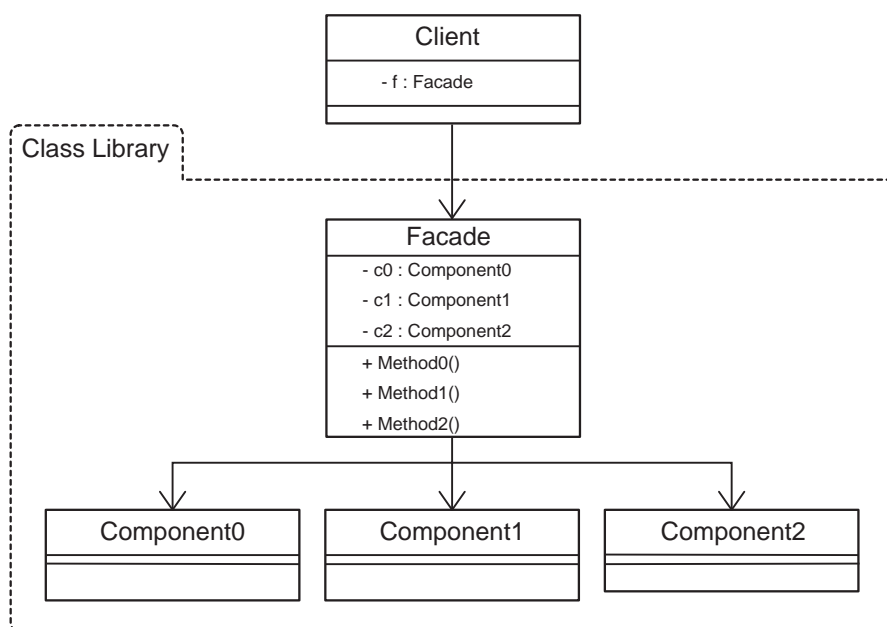 Client
- f : Facade
Class Library
Facade
- c0 : Component0
- c1 : Component1
- c2 : Component2
+ Method0()
+ Method1()
+ Method2()
Component0
Component1
Component2